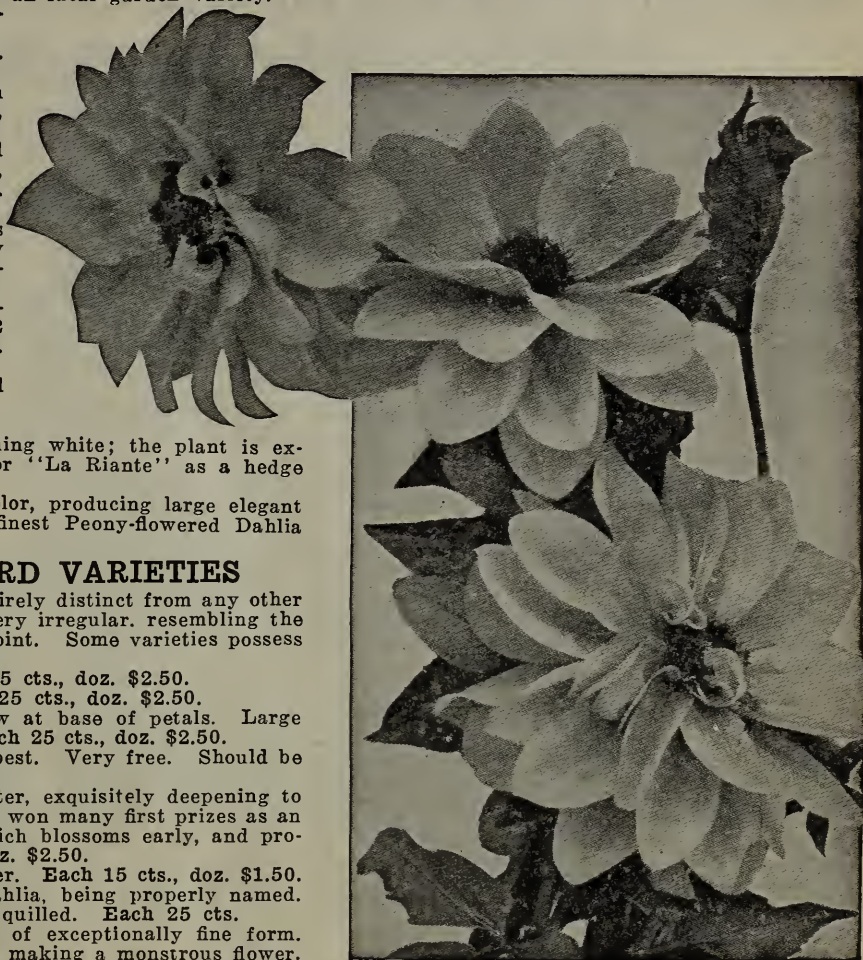 ing white; the plant is ex-
or "La Riante" as a hedge
lor, producing large elegant
finest Peony-flowered Dahlia
RD VARIETIES
irely distinct from any other
ery irregular. resembling the
oint. Some varieties possess
5 cts., doz. $2.50.
25 cts., doz. $2.50.
w at base of petals. Large
ch 25 cts., doz. $2.50.
best. Very free. Should be
ter, exquisitely deepening to
won many first prizes as an
ich blossoms early, and pro-
z. $2.50.
er. Each 15 cts., doz. $1.50.
ahlia, being properly named.
quilled. Each 25 cts.
of exceptionally fine form.
making a monstrous flower.